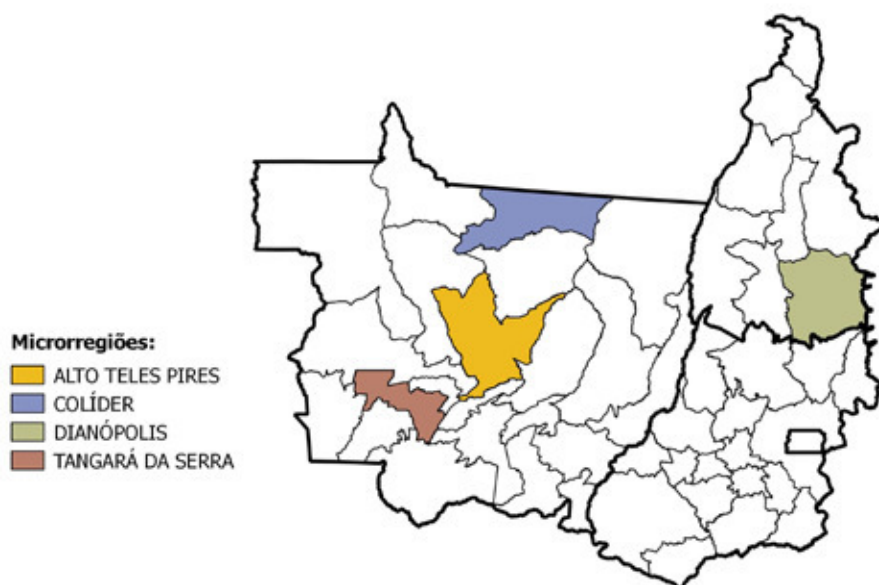 Microrregiões:
ALTO TELES PIRES
COLÍDER
DIANÓPOLIS
TANGARÁ DA SERRA